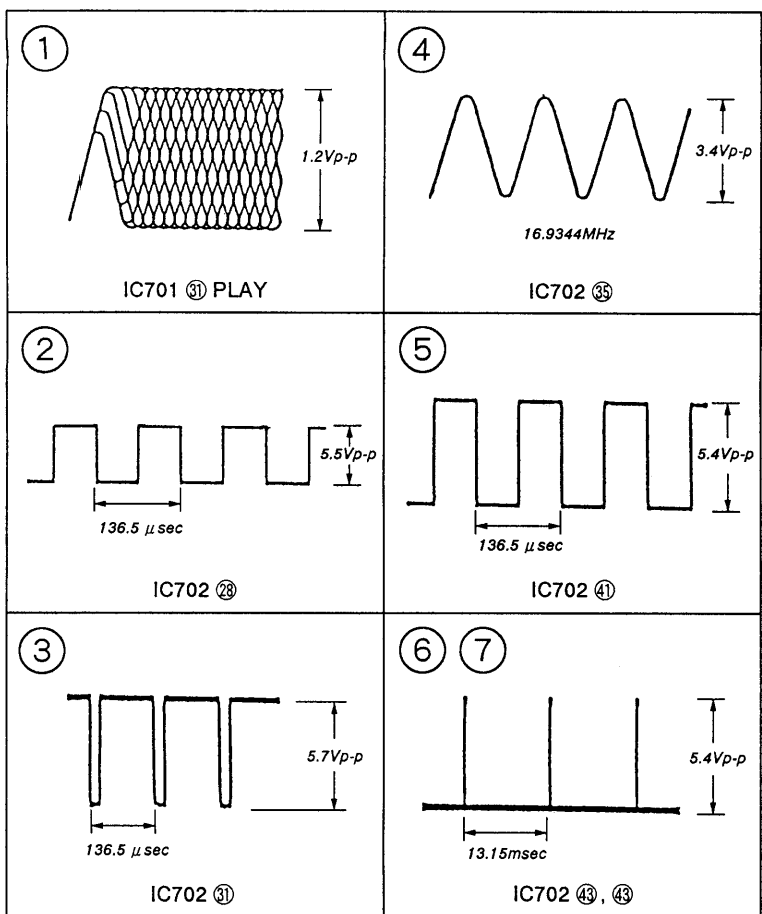 ①
1.2Vp-p
IC701 ㉛ PLAY
②
5.5Vp-p
136.5 μsec
IC702 ㉘
③
5.7Vp-p
136.5 μsec
IC702 ㉛
④
3.4Vp-p
16.9344MHz
IC702 ㉟
⑤
5.4Vp-p
136.5 μsec
IC702 ㊶
⑥ ⑦
5.4Vp-p
13.15msec
IC702 ㊸, ㊸